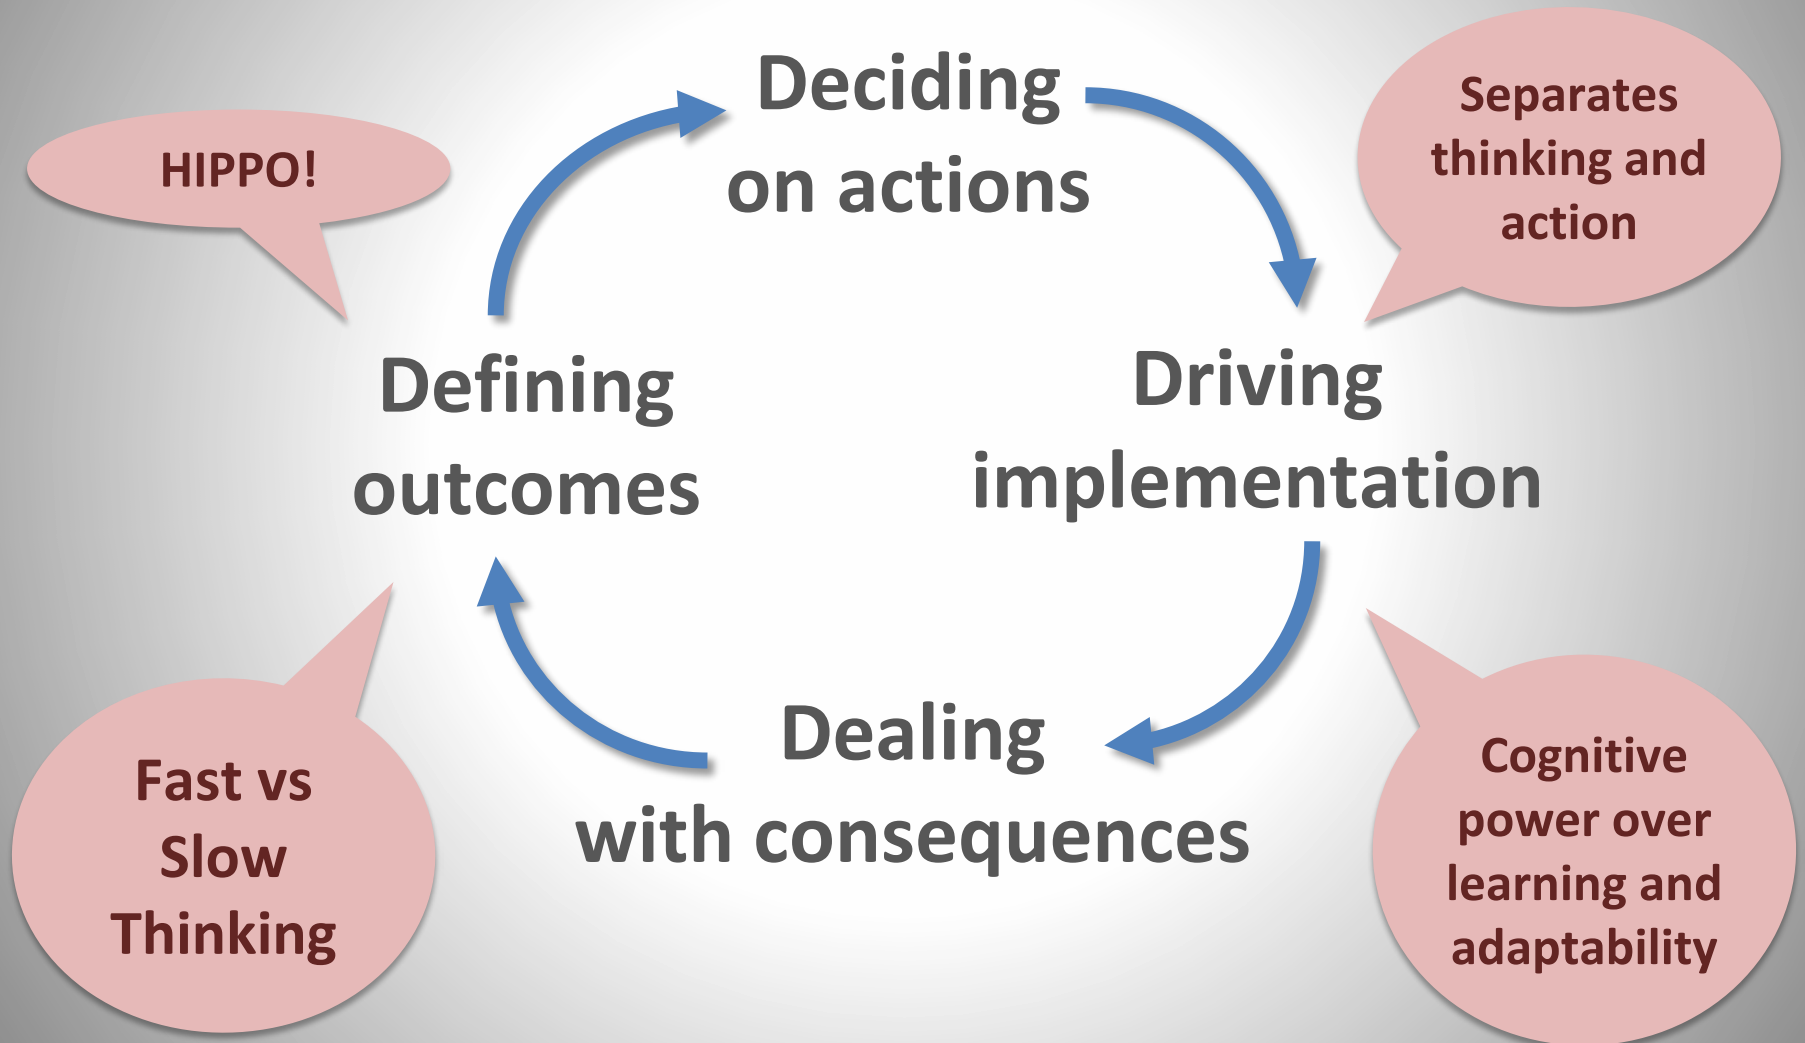 Deciding
on actions
Separates
thinking and
action
HIPPO!
Defining
outcomes
Driving
implementation
Dealing
with consequences
Fast vs
Slow
Thinking
Cognitive
power over
learning and
adaptability